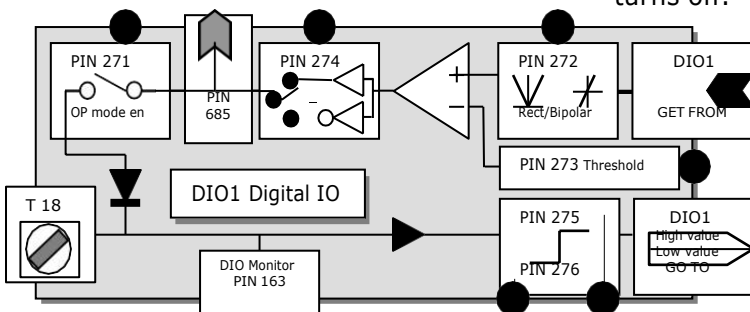 turns off.
PIN 271
OP mode en
PIN
685
PIN 274
PIN 272
Rect/Bipolar
DIO1
GET FROM
PIN 273 Threshold
DIO1 Digital IO
T 18
DIO Monitor
PIN 163
PIN 275
PIN 276
DIO1
High value
Low value
GO TO